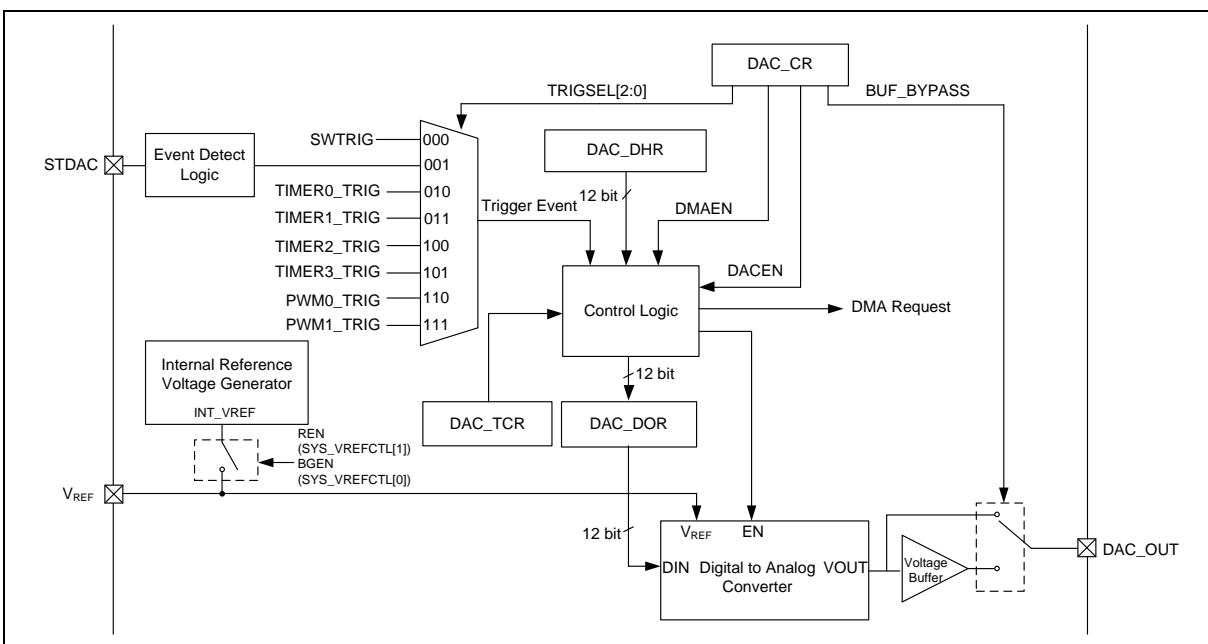 DAC_CR
TRIGSEL[2:0]
BUF_BYPASS
SWTRIG
000
DAC_DHR
STDAC
Event Detect
Logic
001
TIMER0_TRIG
010
12 bit
TIMER1_TRIG
011
Trigger Event
DMAEN
TIMER2_TRIG
100
TIMER3_TRIG
101
DACEN
PWM0_TRIG
110
Control Logic
DMA Request
PWM1_TRIG
111
Internal Reference
Voltage Generator
INT_VREF
12 bit
DAC_TCR
DAC_DOR
REN
(SYS_VREFCTL[1])
BGEN
(SYS_VREFCTL[0])
VREF
12 bit
VREF
EN
DIN
Digital to Analog
Converter
VOUT
Voltage
Buffer
DAC_OUT